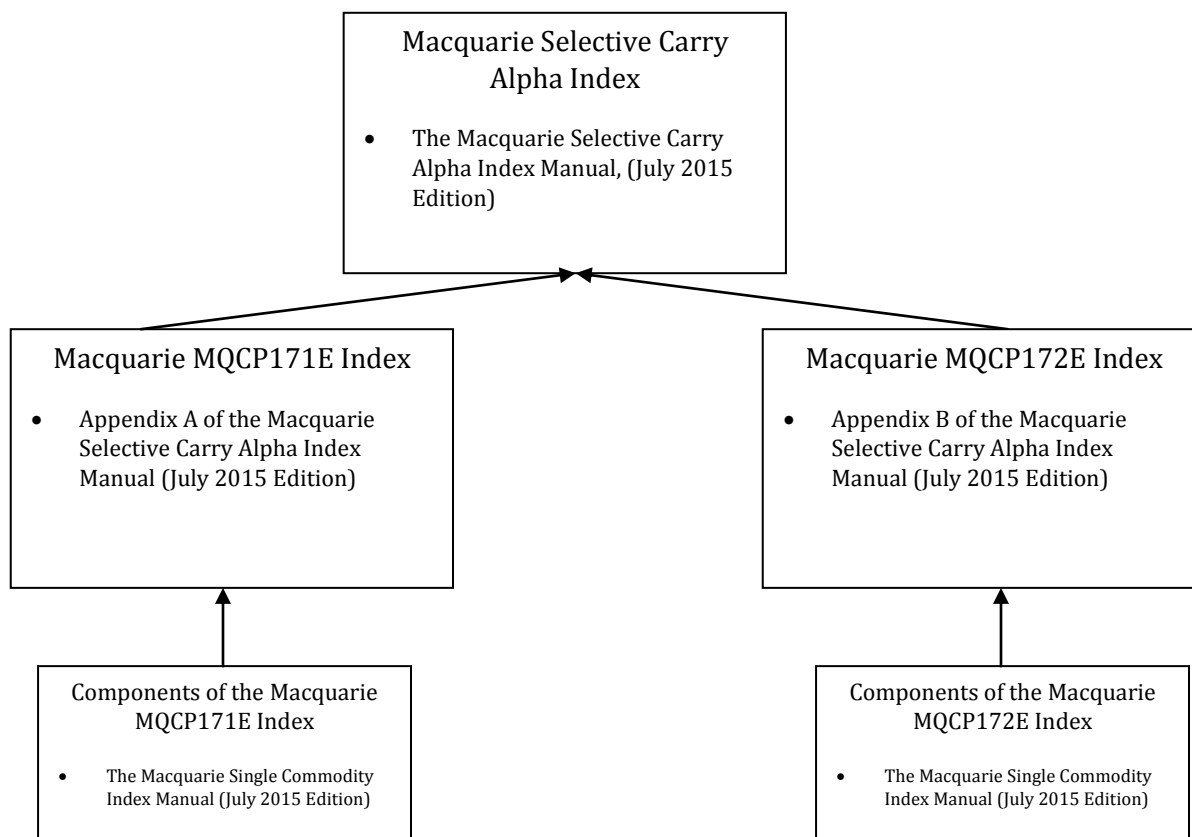 Macquarie Selective Carry
Alpha Index
• The Macquarie Selective Carry
Alpha Index Manual, (July 2015
Edition)
Macquarie MQCP171E Index
• Appendix A of the Macquarie
Selective Carry Alpha Index
Manual (July 2015 Edition)
Macquarie MQCP172E Index
• Appendix B of the Macquarie
Selective Carry Alpha Index
Manual (July 2015 Edition)
Components of the Macquarie
MQCP171E Index
• The Macquarie Single Commodity
Index Manual (July 2015 Edition)
Components of the Macquarie
MQCP172E Index
• The Macquarie Single Commodity
Index Manual (July 2015 Edition)